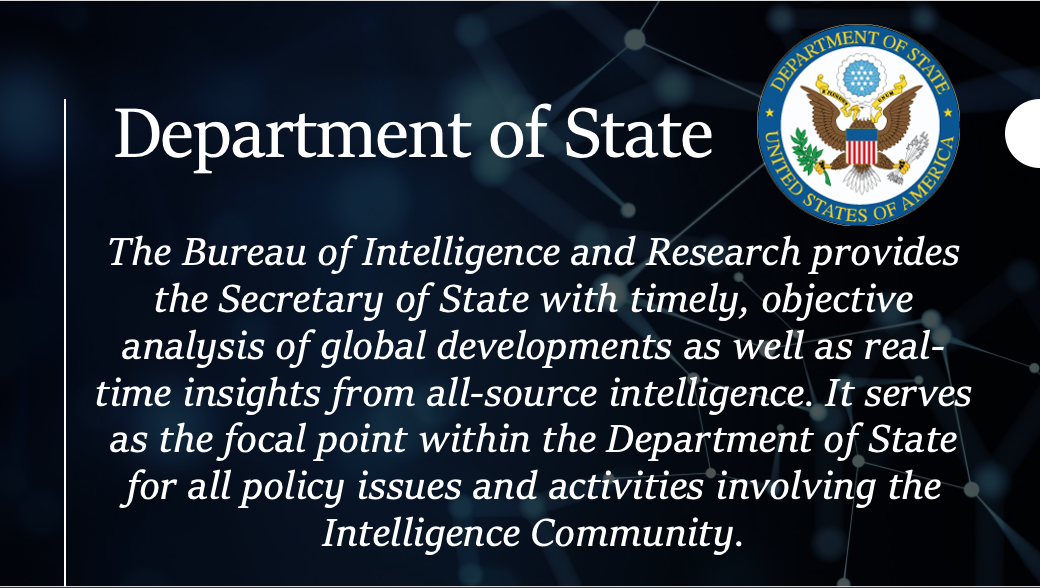 Department of State
DEPARTMENT OF STATE
UNITED STATES OF AMERICA
The Bureau of Intelligence and Research provides
the Secretary of State with timely, objective
analysis of global developments as well as real-
time insights from all-source intelligence. It serves
as the focal point within the Department of State
for all policy issues and activities involving the
Intelligence Community.